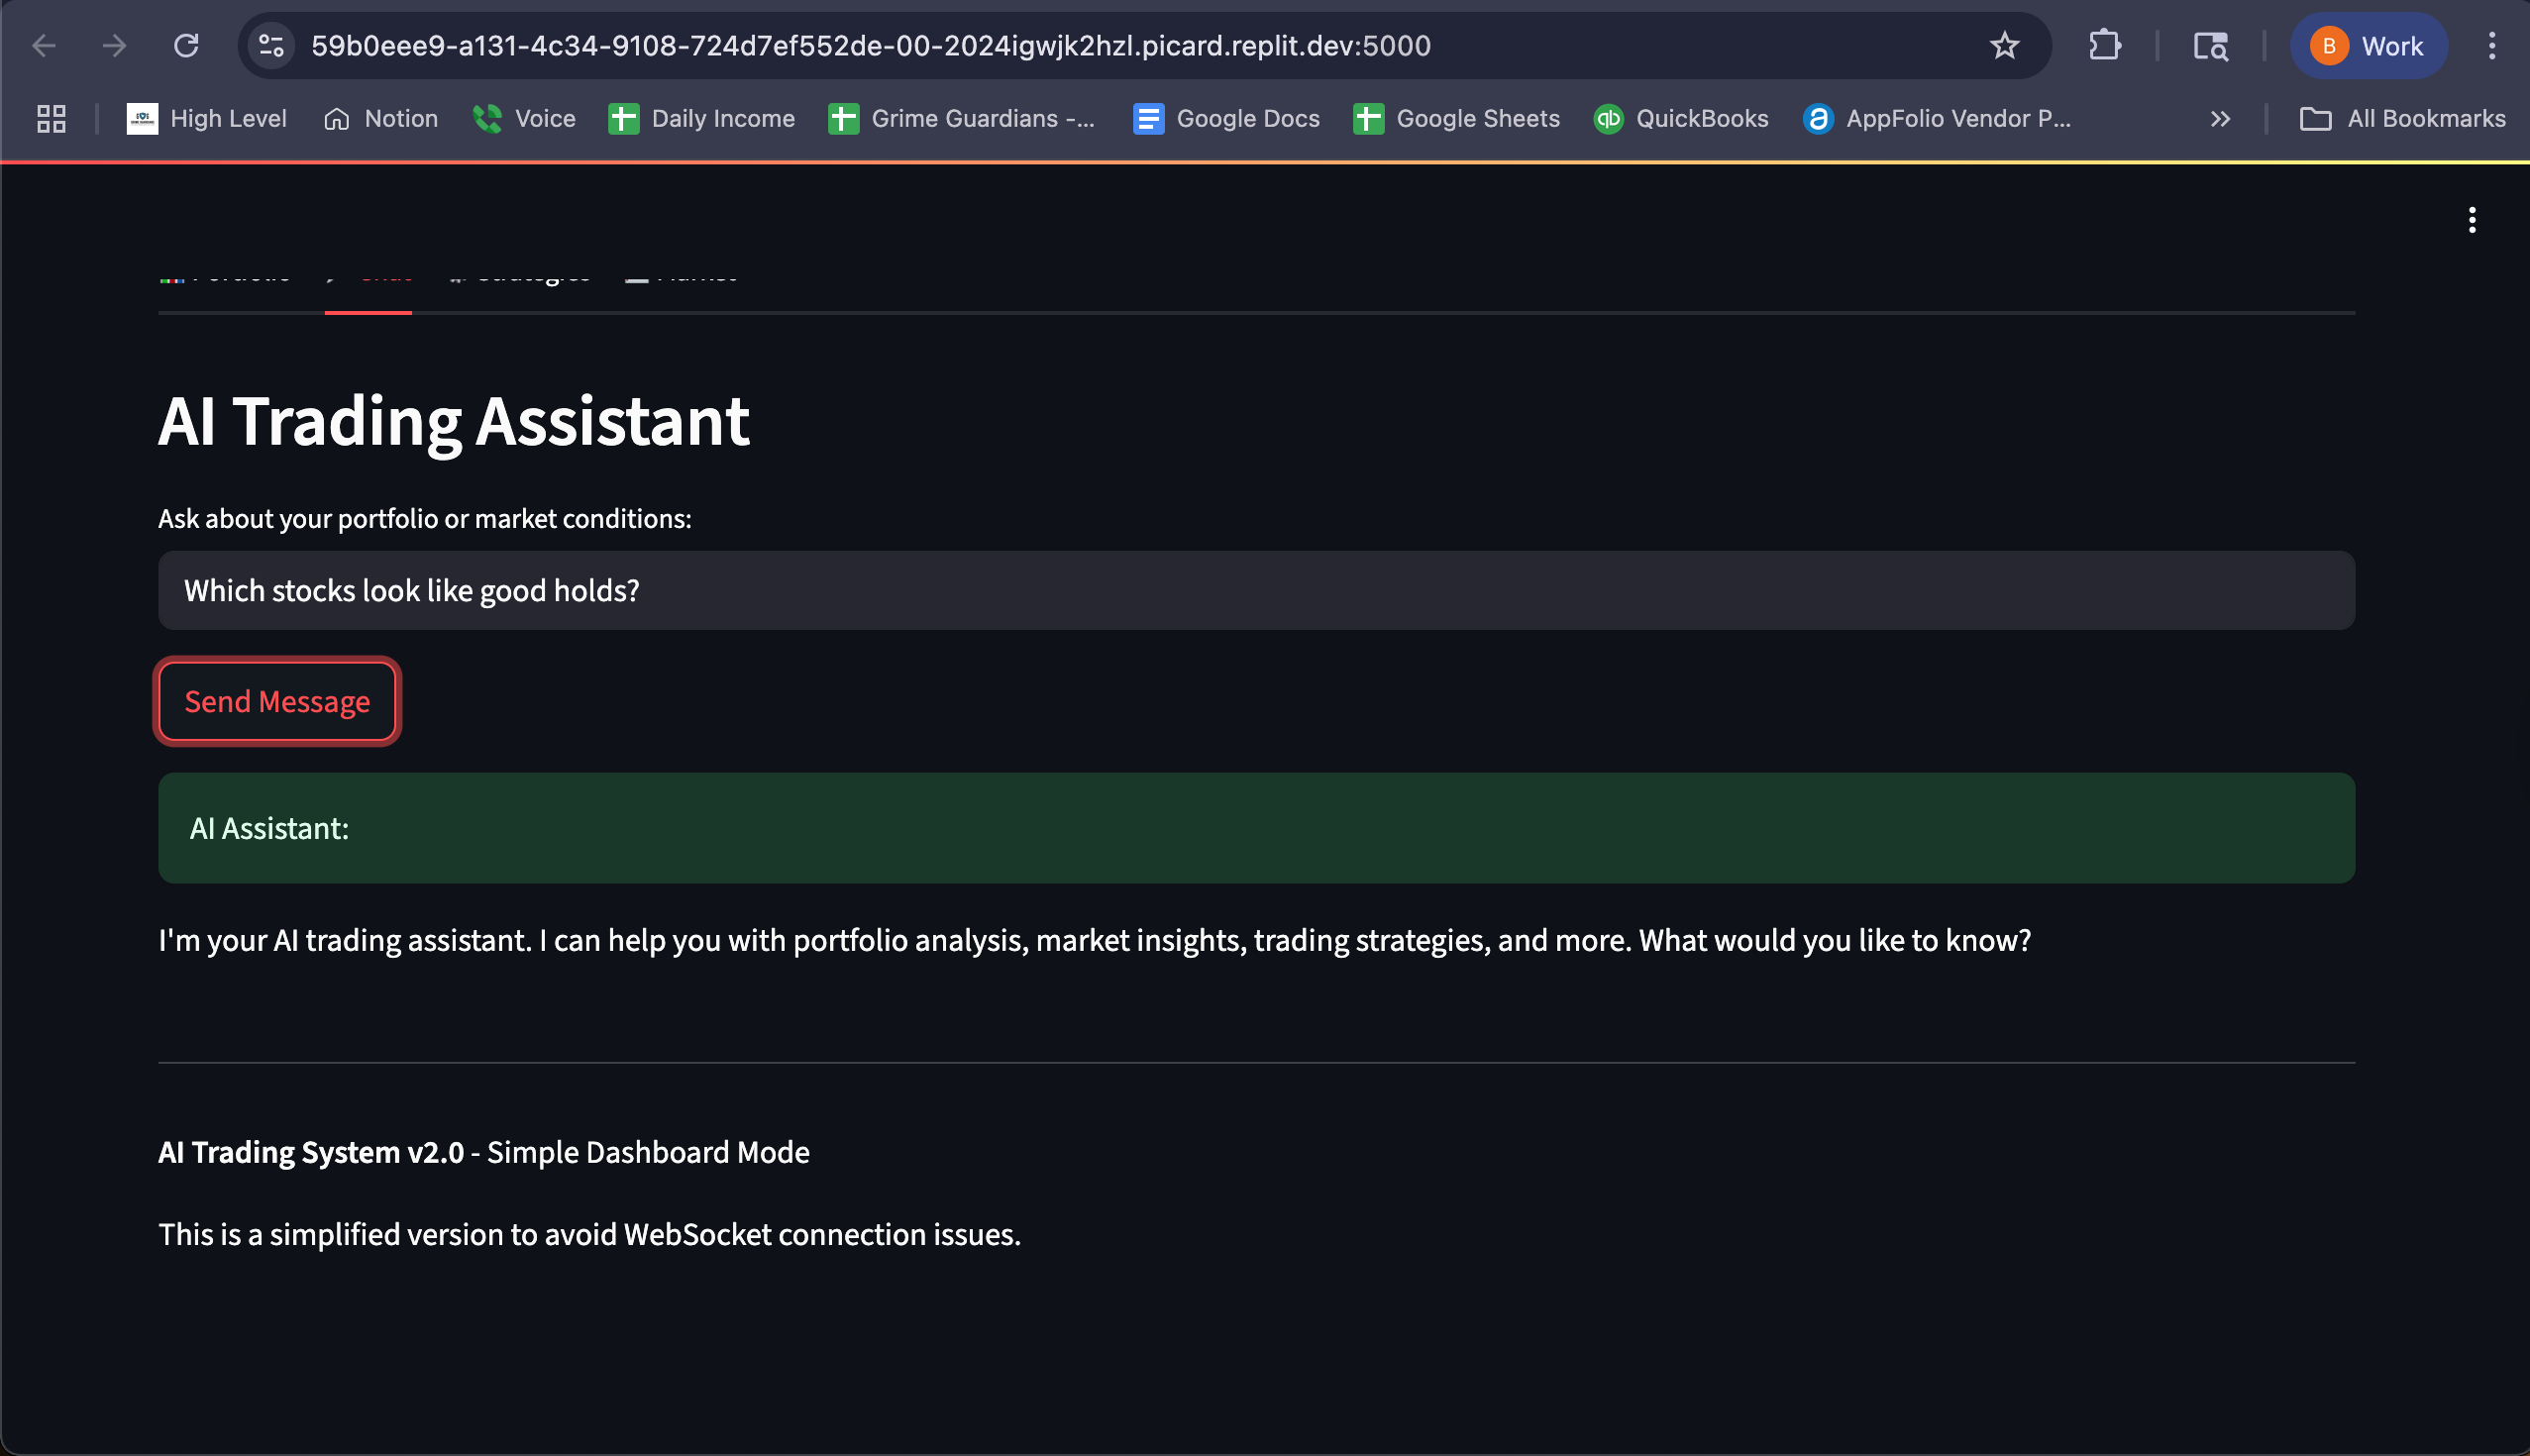 59b0eee9-a131-4c34-9108-724d7ef552de-00-2024igwjk2hzl.picard.replit.dev:5000
B Work
High Level Notion Voice Daily Income Grime Guardians -... Google Docs Google Sheets QuickBooks AppFolio Vendor P... All Bookmarks
Portfolio Chat Strategies Market
AI Trading Assistant
Ask about your portfolio or market conditions:
Which stocks look like good holds?
Send Message
AI Assistant:
I'm your AI trading assistant. I can help you with portfolio analysis, market insights, trading strategies, and more. What would you like to know?
AI Trading System v2.0 - Simple Dashboard Mode
This is a simplified version to avoid WebSocket connection issues.